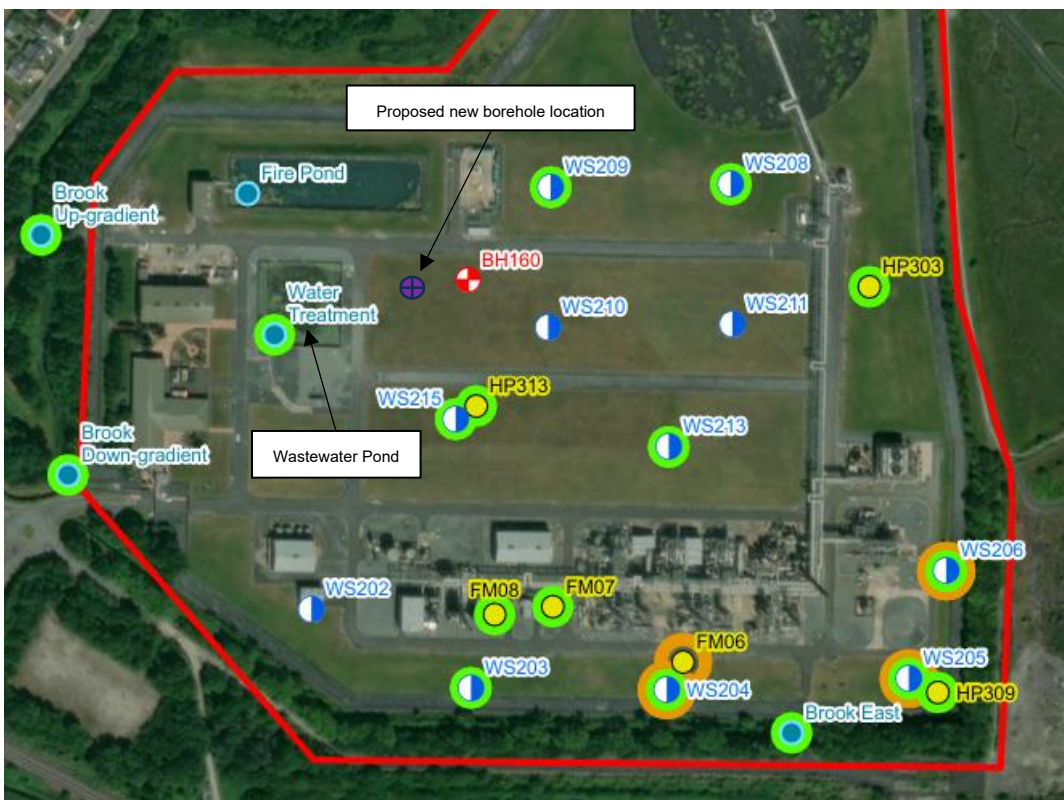 Proposed new borehole location
WS209
WS208
Fire Pond
Brook
Up-gradient
BH160
HP303
Water
Treatment
WS210
WS211
HP313
WS215
WS213
Brook
Down-gradient
Wastewater Pond
WS206
WS202
FM08
FM07
FM06
WS203
WS204
WS205
HP309
Brook East